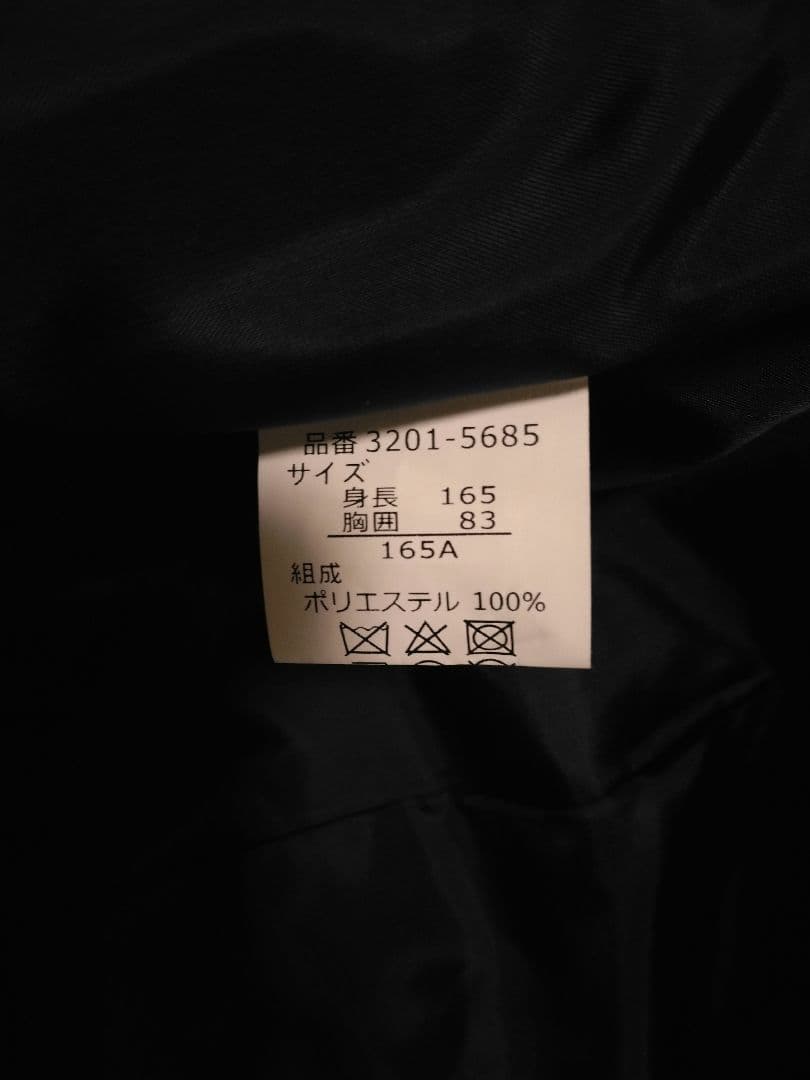 品番 3201-5685
サイズ
身長 165
胸囲 83
165A
組成
ポリエステル 100%